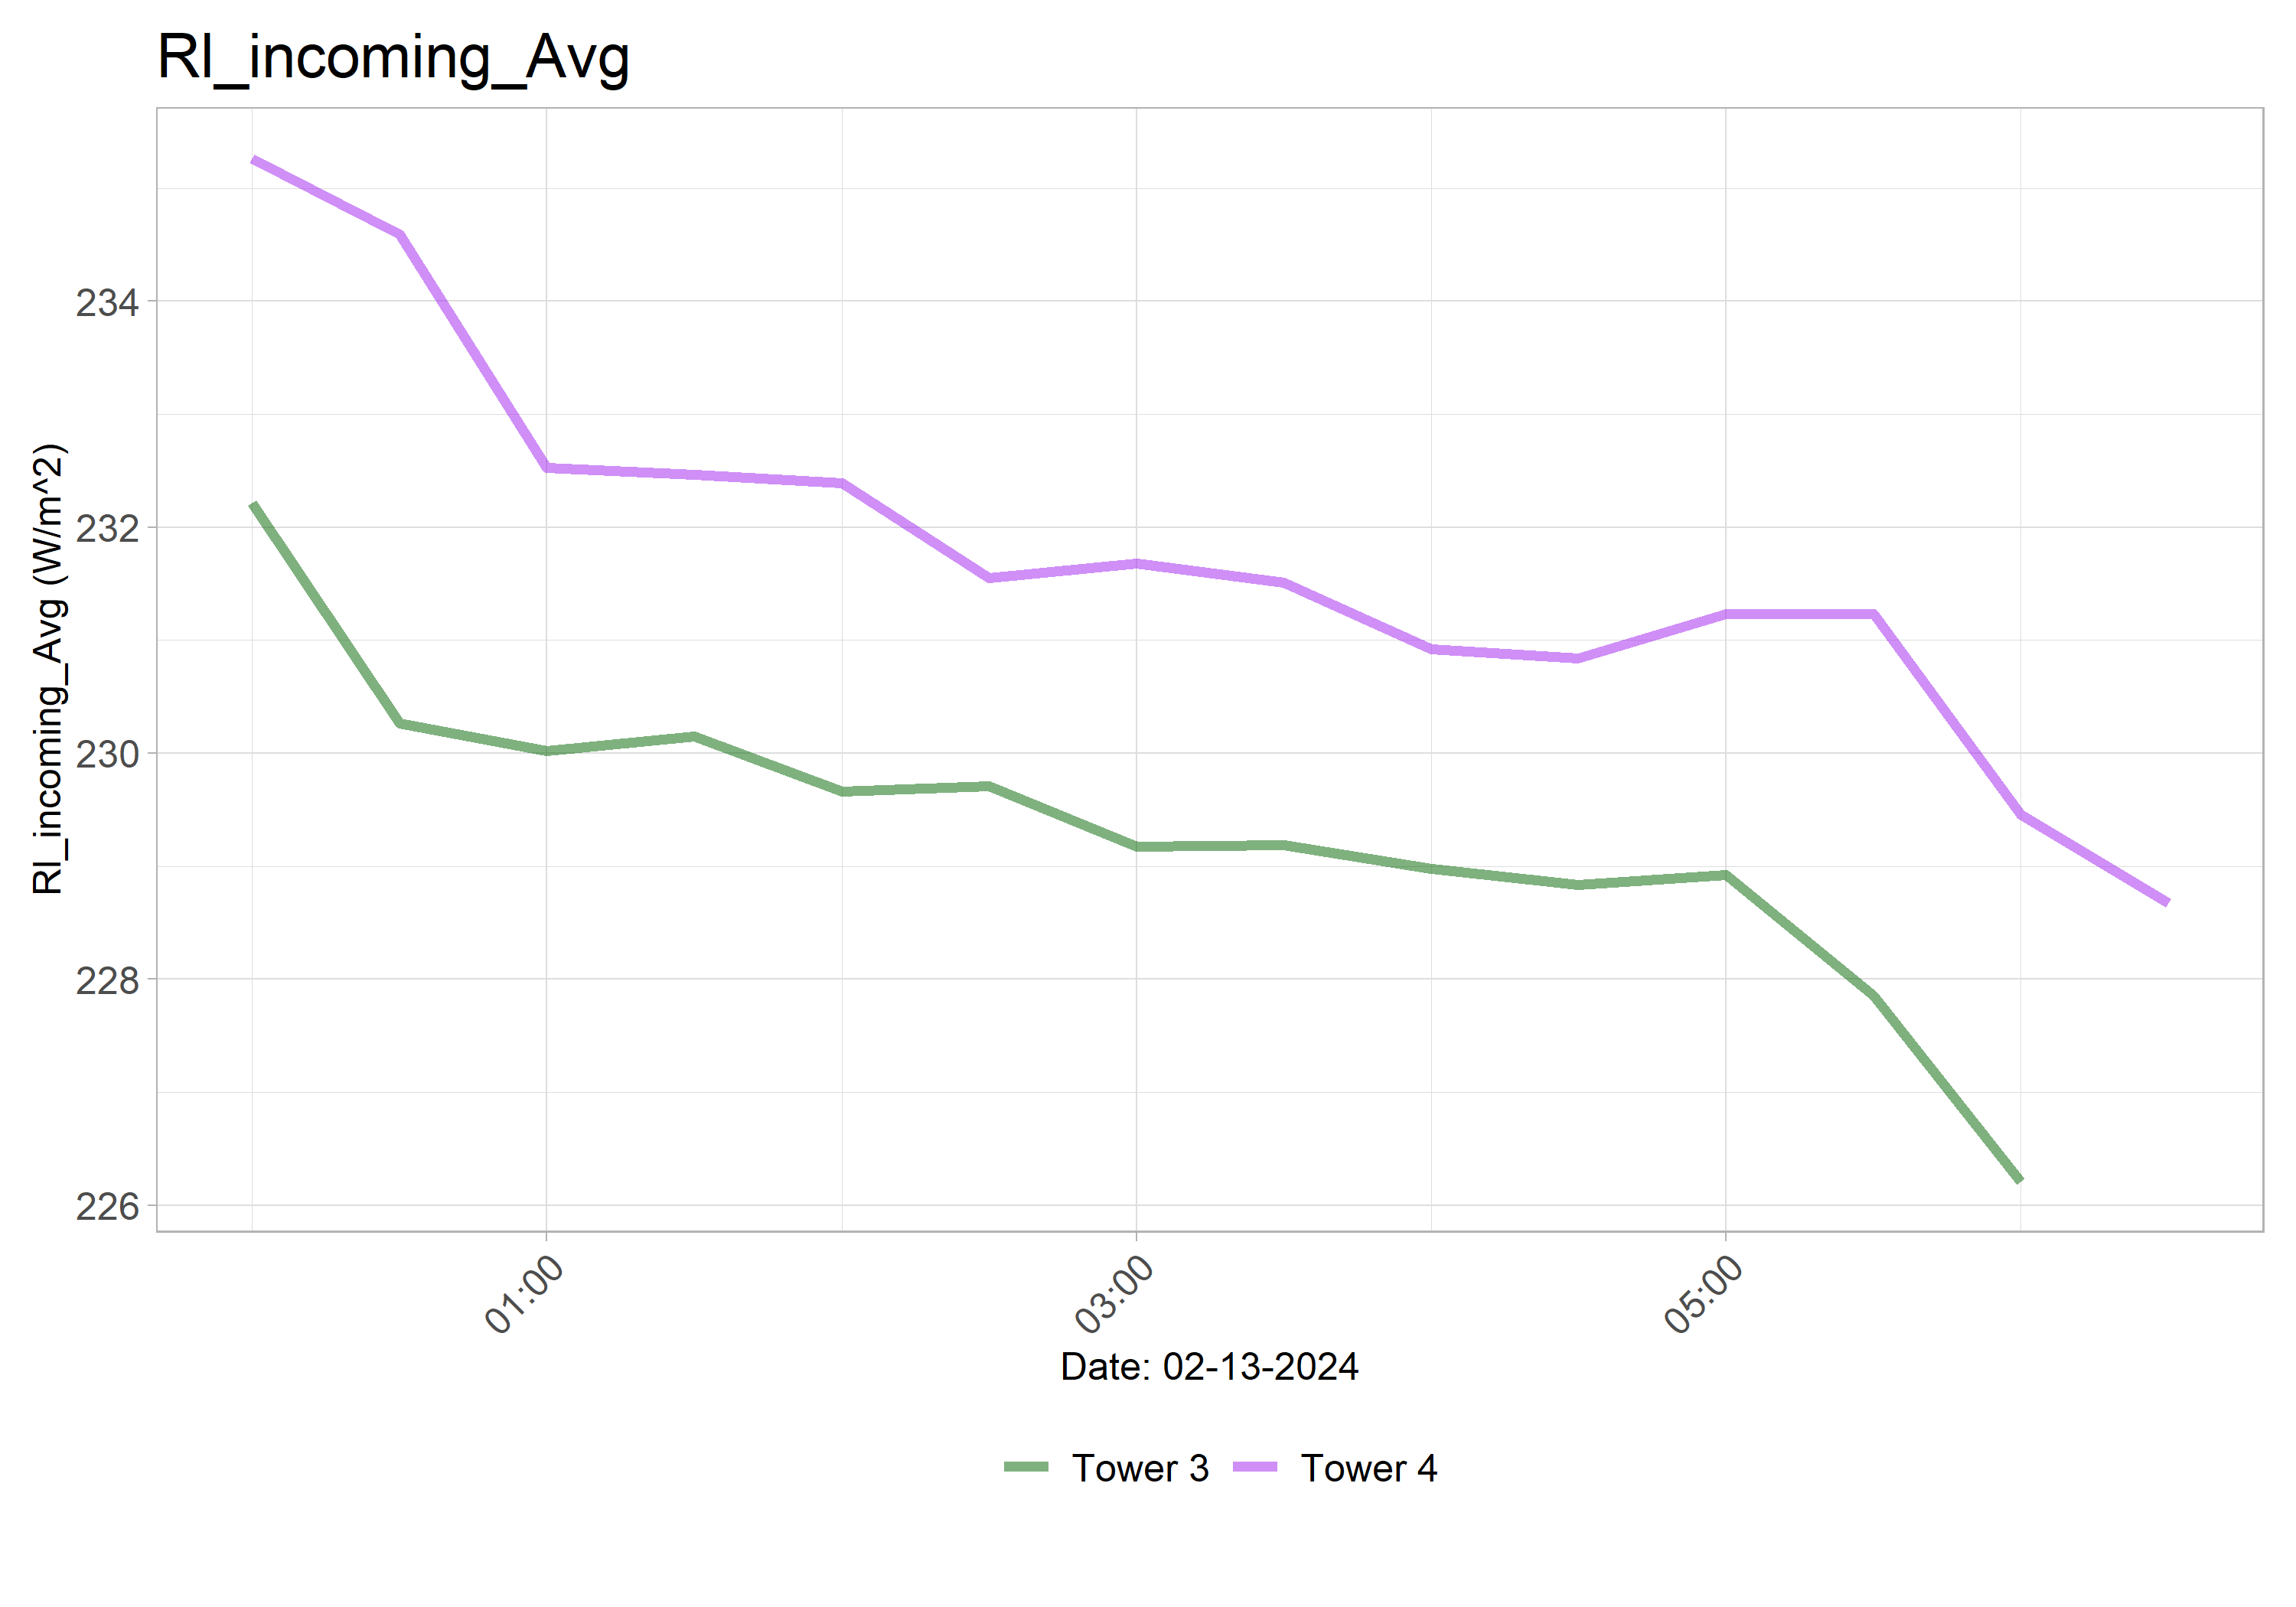 Rl_incoming_Avg
Rl_incoming_Avg (W/m^2)
234
232
230
228
226
01:00
03:00
05:00
Date: 02-13-2024
Tower 3
Tower 4